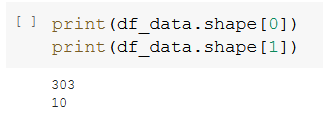 [ ] print(df_data.shape[0])
print(df_data.shape[1])
303
10